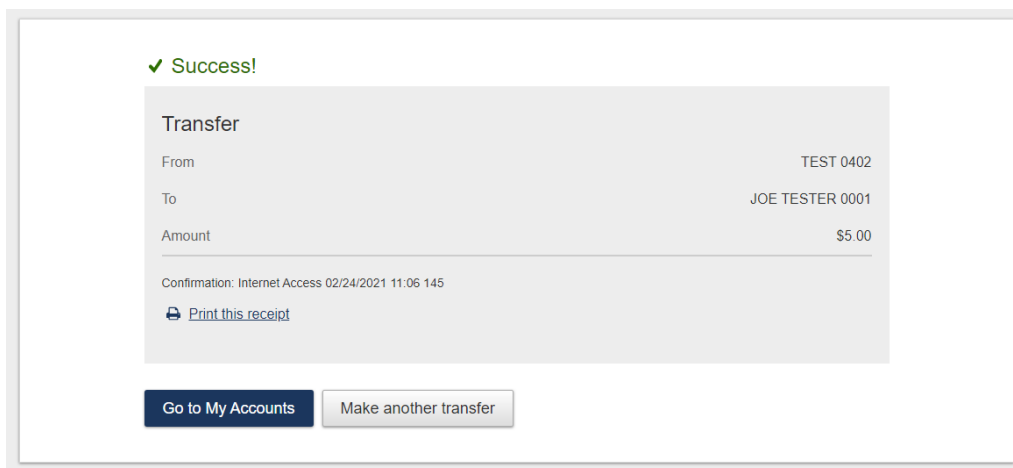 Success!
Transfer
From TEST 0402
To JOE TESTER 0001
Amount $5.00
Confirmation: Internet Access 02/24/2021 11:06 145
Print this receipt
Go to My Accounts Make another transfer